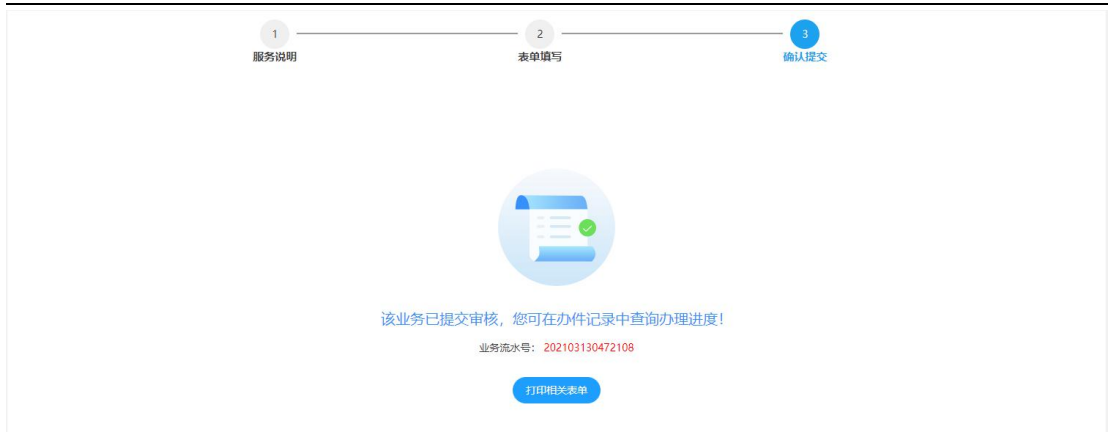 1
2
3
服务说明
表单填写
确认提交
该业务已提交审核，您可在办件记录中查询办理进度！
业务流水号： 202103130472108
打印相关表单